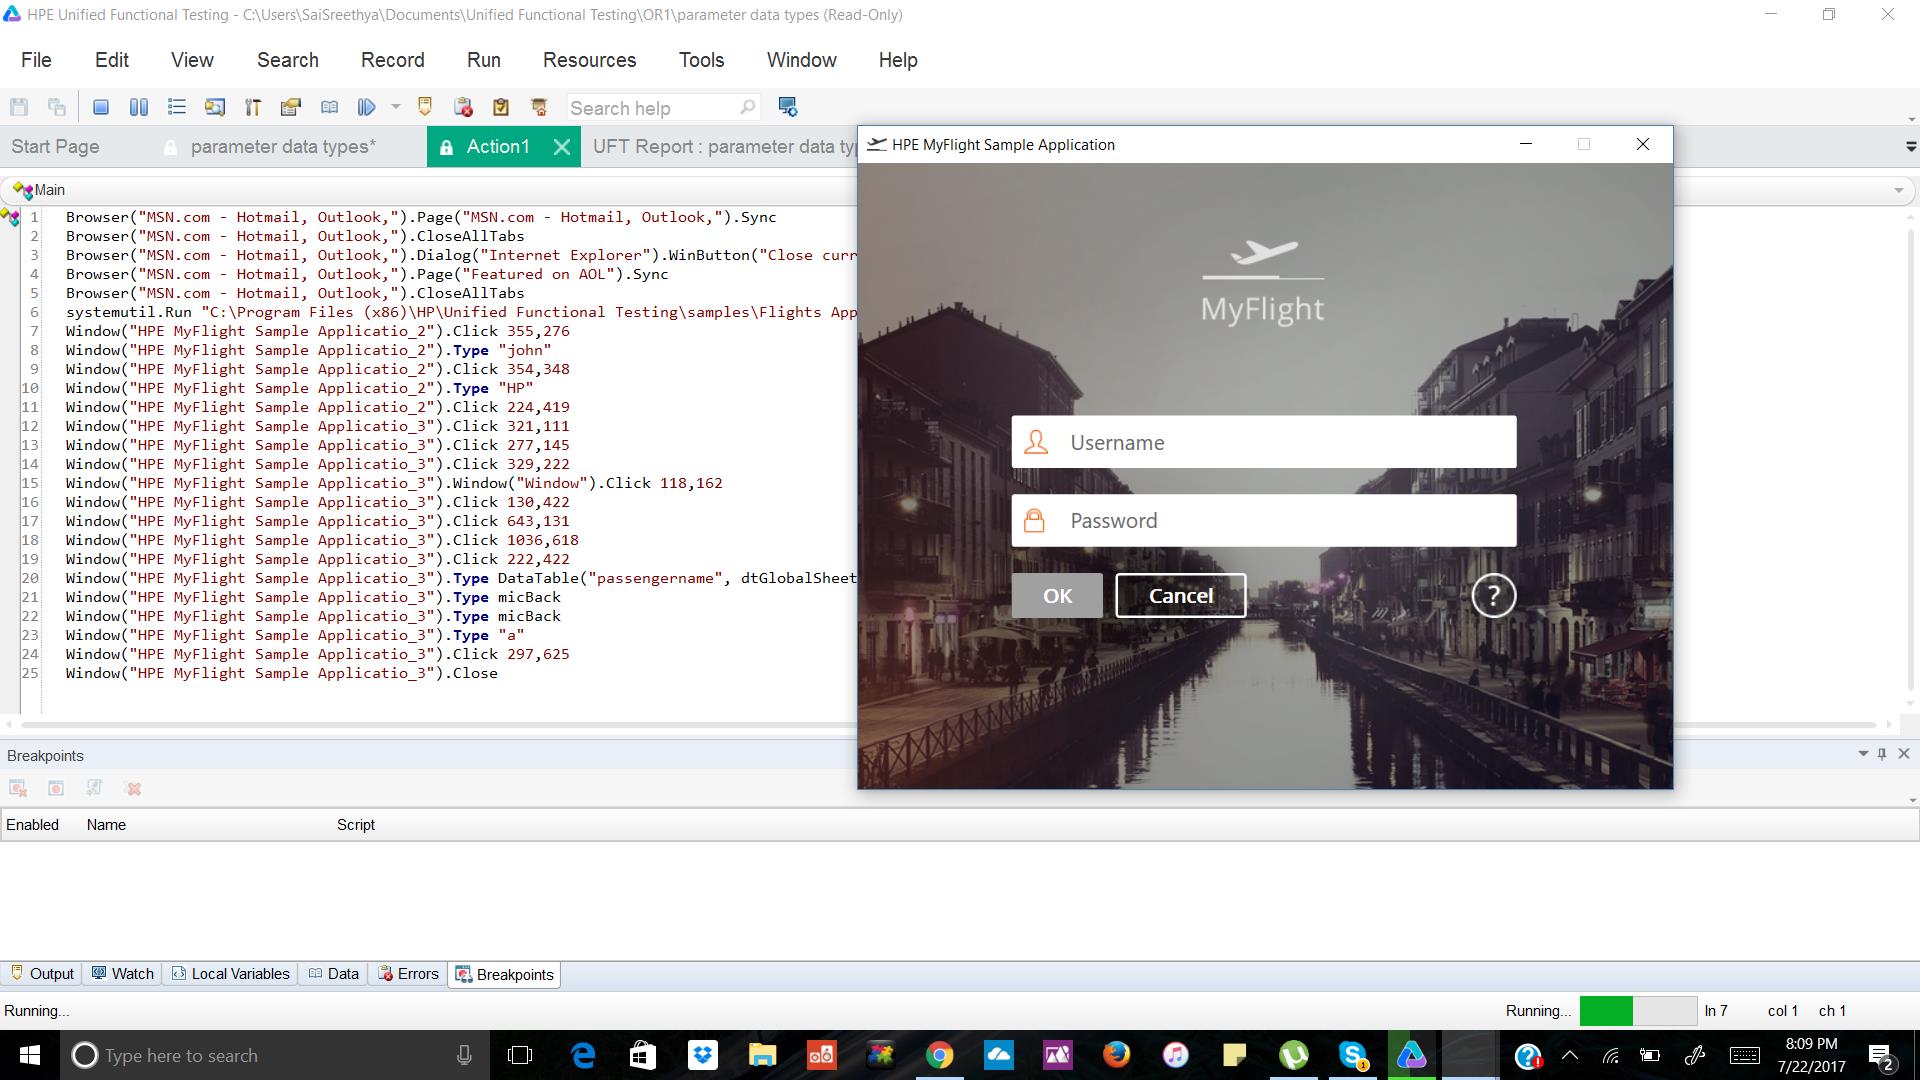 HPE Unified Functional Testing - C:\Users\SaiSreethya\Documents\Unified Functional Testing\OR1\parameter data types (Read-Only)
File Edit View Search Record Run Resources Tools Window Help
Search help
Start Page parameter data types* Action1 UFT Report : parameter data typ
Main
1 Browser("MSN.com - Hotmail, Outlook,").Page("MSN.com - Hotmail, Outlook,").Sync
2 Browser("MSN.com - Hotmail, Outlook,").CloseAllTabs
3 Browser("MSN.com - Hotmail, Outlook,").Dialog("Internet Explorer").WinButton("Close curr
4 Browser("MSN.com - Hotmail, Outlook,").Page("Featured on AOL").Sync
5 Browser("MSN.com - Hotmail, Outlook,").CloseAllTabs
6 systemutil.Run "C:\Program Files (x86)\HP\Unified Functional Testing\samples\Flights App
7 Window("HPE MyFlight Sample Applicatio_2").Click 355,276
8 Window("HPE MyFlight Sample Applicatio_2").Type "john"
9 Window("HPE MyFlight Sample Applicatio_2").Click 354,348
10 Window("HPE MyFlight Sample Applicatio_2").Type "HP"
11 Window("HPE MyFlight Sample Applicatio_2").Click 224,419
12 Window("HPE MyFlight Sample Applicatio_3").Click 321,111
13 Window("HPE MyFlight Sample Applicatio_3").Click 277,145
14 Window("HPE MyFlight Sample Applicatio_3").Click 329,222
15 Window("HPE MyFlight Sample Applicatio_3").Window("Window").Click 118,162
16 Window("HPE MyFlight Sample Applicatio_3").Click 130,422
17 Window("HPE MyFlight Sample Applicatio_3").Click 643,131
18 Window("HPE MyFlight Sample Applicatio_3").Click 1036,618
19 Window("HPE MyFlight Sample Applicatio_3").Click 222,422
20 Window("HPE MyFlight Sample Applicatio_3").Type DataTable("passengername", dtGlobalSheet
21 Window("HPE MyFlight Sample Applicatio_3").Type micBack
22 Window("HPE MyFlight Sample Applicatio_3").Type micBack
23 Window("HPE MyFlight Sample Applicatio_3").Type "a"
24 Window("HPE MyFlight Sample Applicatio_3").Click 297,625
25 Window("HPE MyFlight Sample Applicatio_3").Close
HPE MyFlight Sample Application
MyFlight
Username
Password
OK Cancel ?
Breakpoints
Enabled Name Script
Output Watch Local Variables Data Errors Breakpoints
Running... Running... ln 7 col 1 ch 1
Type here to search
8:09 PM
7/22/2017
2